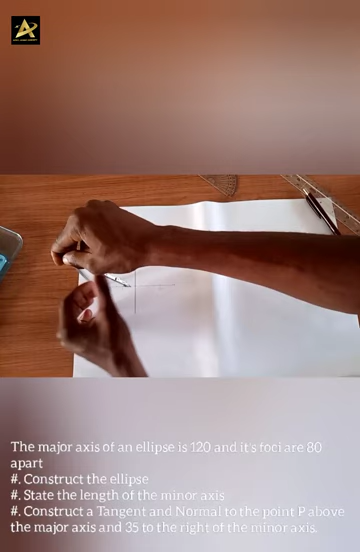 The major axis of an ellipse is 120 and it's foci are 80
apart
#. Construct the ellipse
#. State the length of the minor axis
#. Construct a Tangent and Normal to the point P above
the major axis and 35 to the right of the minor axis.